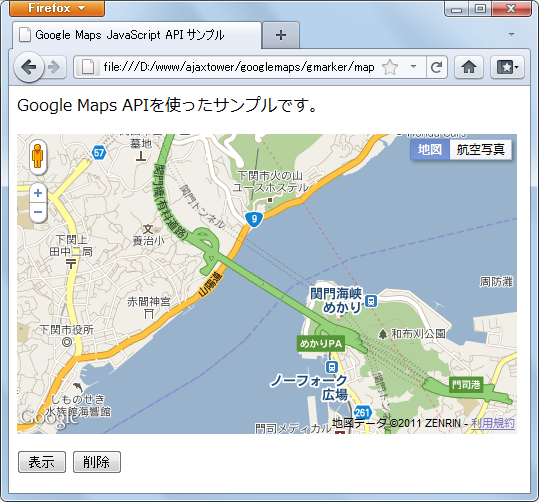 Firefox
Google Maps JavaScript API サンプル
file:///D:/www/ajaxtower/googlemaps/gmarker/map
Google Maps APIを使ったサンプルです。
地図
航空写真
57
墓地
下関市火の山
ユースホステル
関門橋(有料道路)
関門トンネル
9
下関上
田中二局
養治小
山陽道
赤間神宮
周防灘
関門海峡
めかり
和布刈公園
下関市役所
めかりPA
ノーフォーク
広場
門司港
しものせき
水族館海響館
261
門司メディカル
Google
地図データ ©2011 ZENRIN - 利用規約
表示
削除